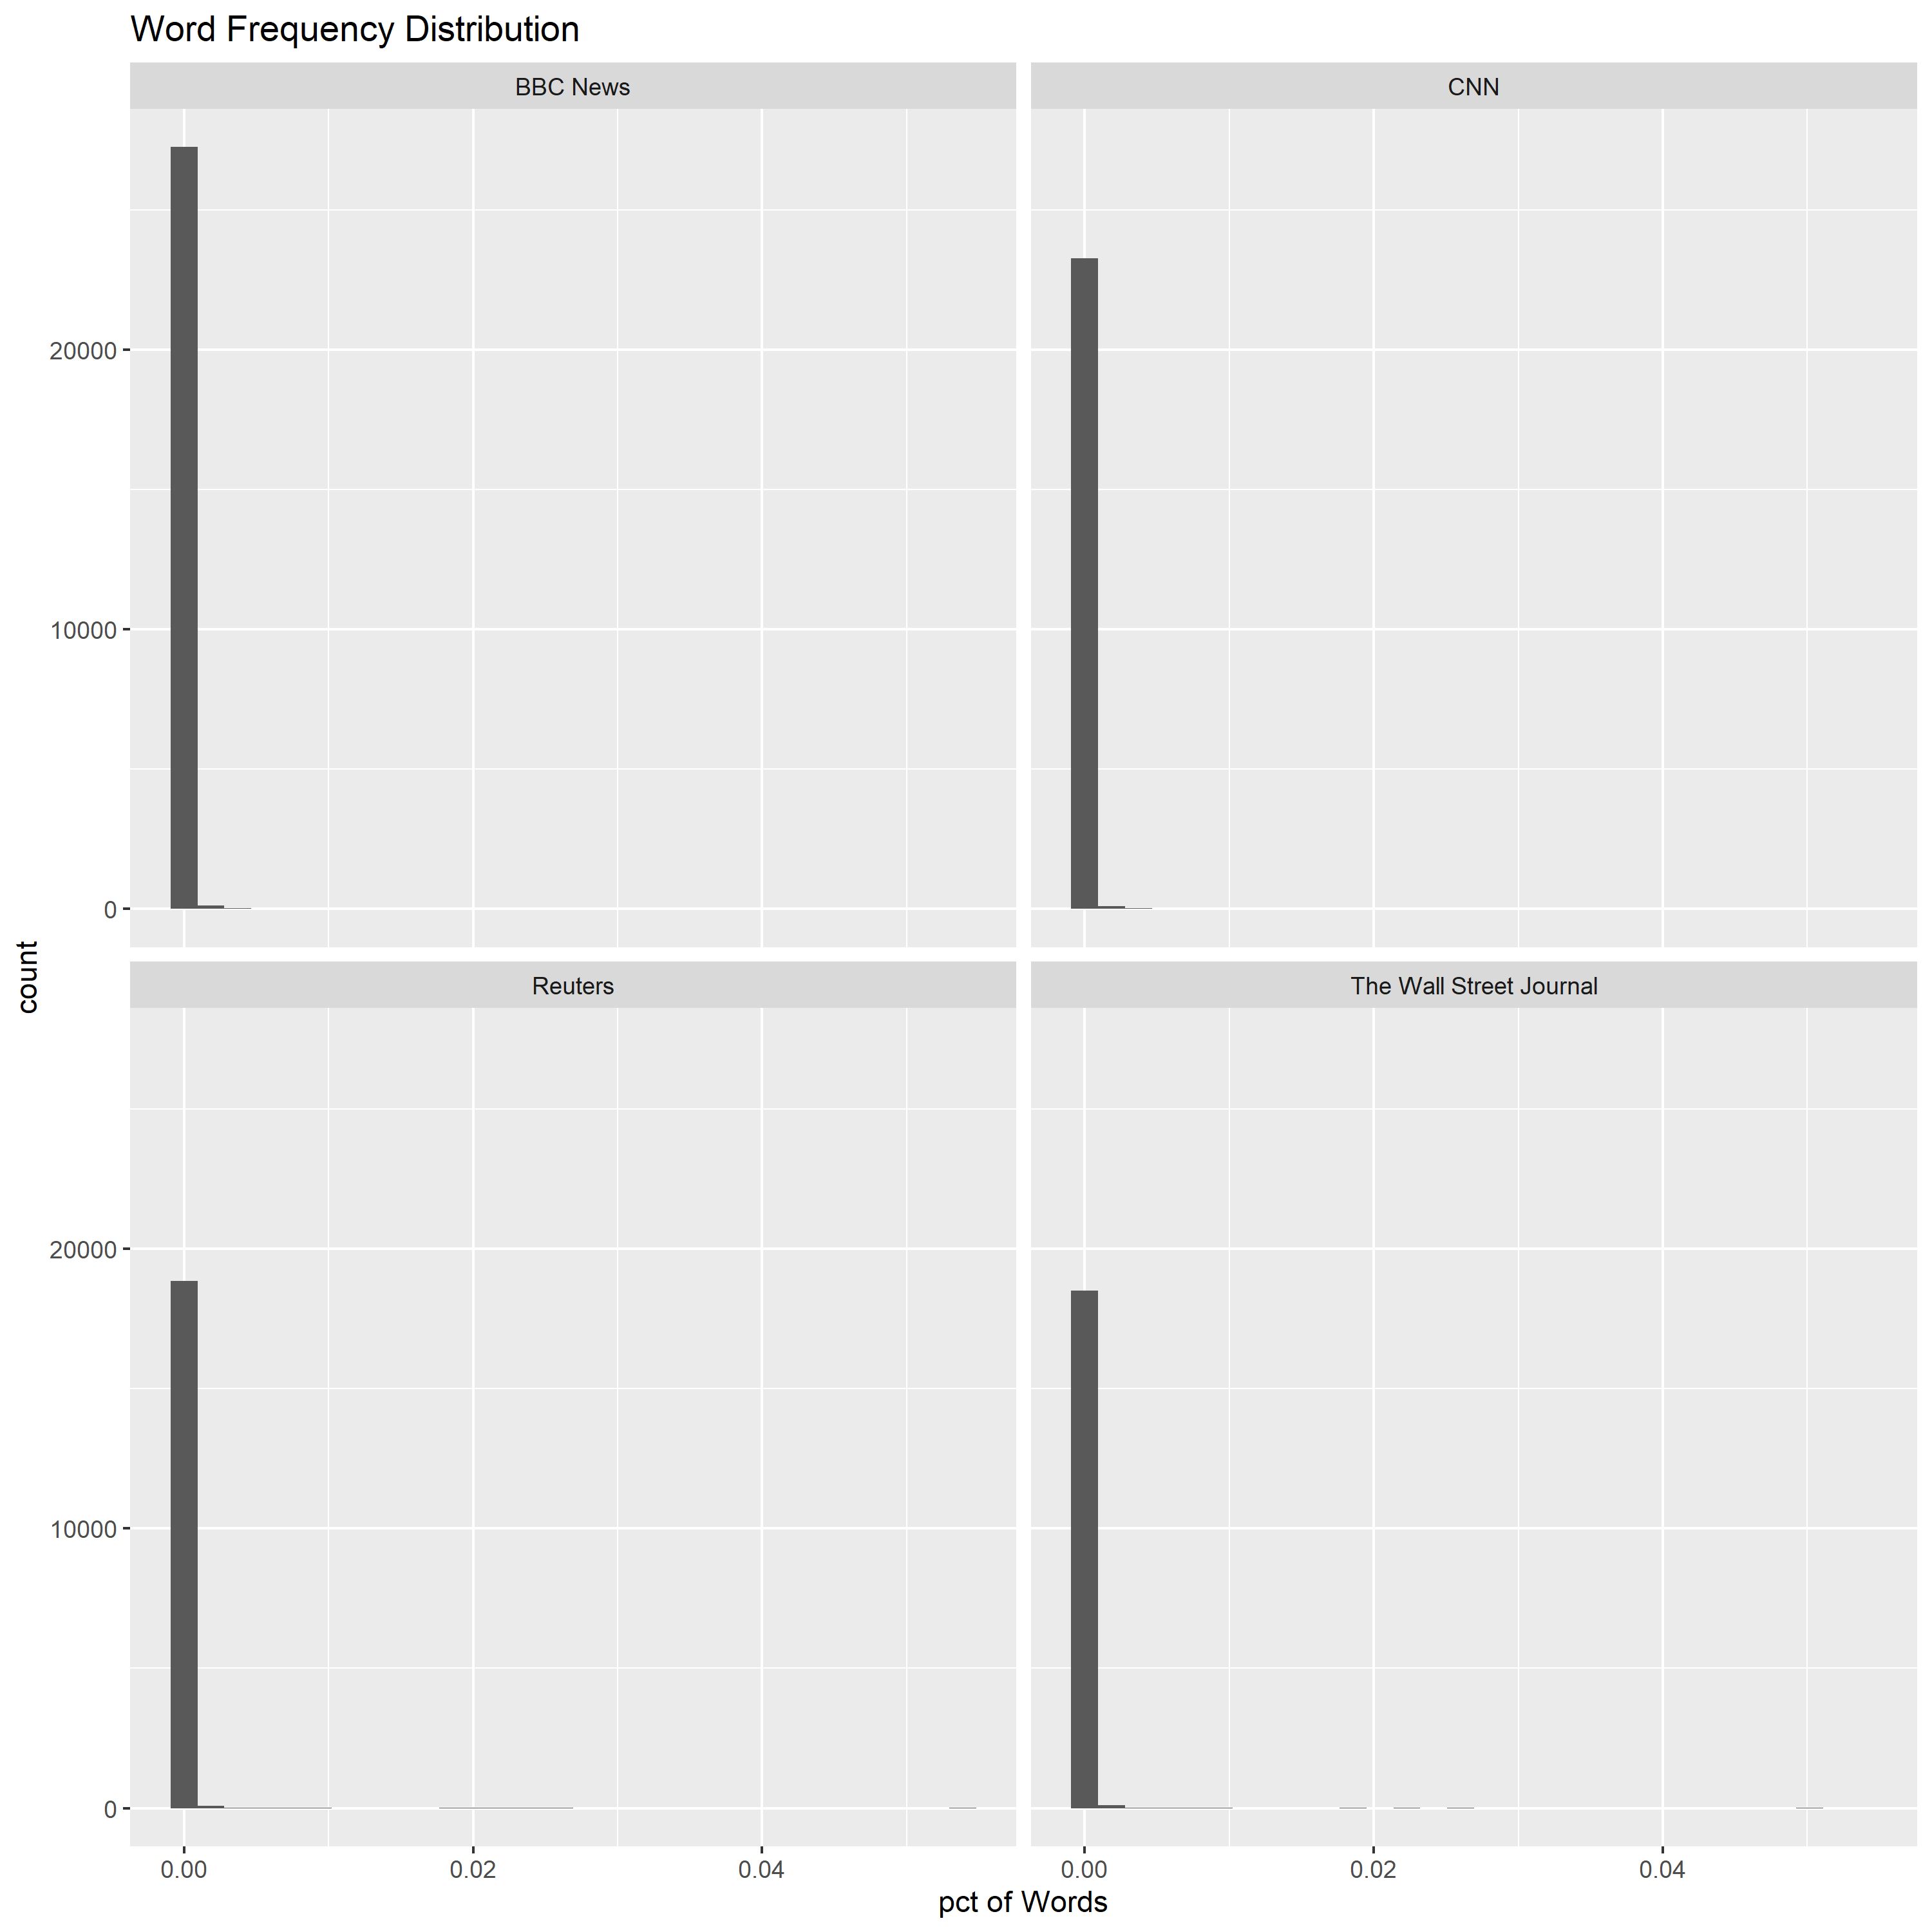 Word Frequency Distribution
BBC News
CNN
20000
10000
0
count
Reuters
The Wall Street Journal
20000
10000
0
0.00
0.02
0.04
0.00
0.02
0.04
pct of Words